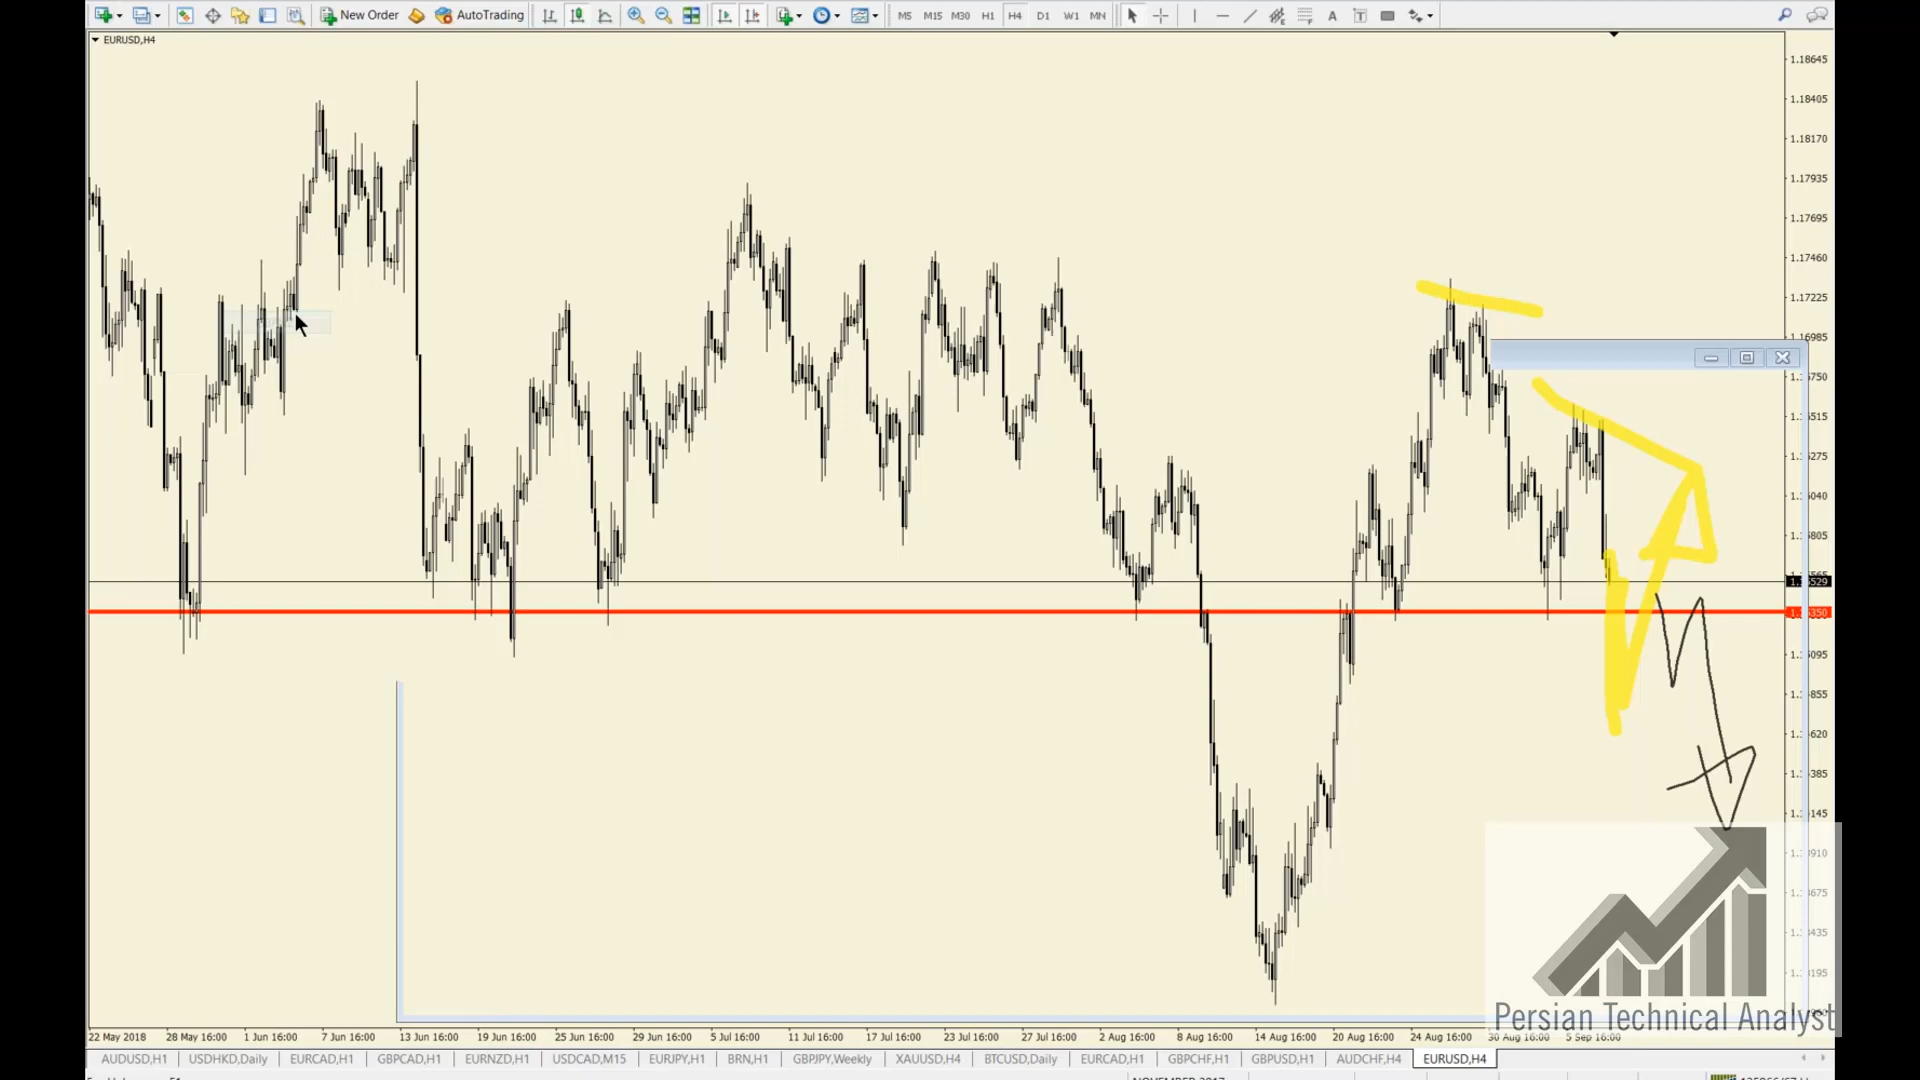 New Order AutoTrading M5 M15 M30 H1 H4 D1 W1 MN A T
EURUSD,H4
1.18645
1.18405
1.18170
1.17935
1.17695
1.17460
1.17225
1.16985
1.16275
1.16040
1.15805
22 May 2018 28 May 16:00 1 Jun 16:00 7 Jun 16:00 13 Jun 16:00 19 Jun 16:00 25 Jun 16:00 29 Jun 16:00 5 Jul 16:00 11 Jul 16:00 17 Jul 16:00 23 Jul 16:00 27 Jul 16:00 2 Aug 16:00 8 Aug 16:00 14 Aug 16:00 20 Aug 16:00 24 Aug 16:00 30 Aug 16:00 5 Sep 16:00
Persian Technical Analyst
AUDUSD,H1 USDHKD,Daily EURCAD,H1 GBPCAD,H1 EURNZD,H1 USDCAD,M15 EURJPY,H1 BRN,H1 GBPJPY,Weekly XAUUSD,H4 BTCUSD,Daily EURCAD,H1 GBPCHF,H1 GBPUSD,H1 AUDCHF,H4 EURUSD,H4